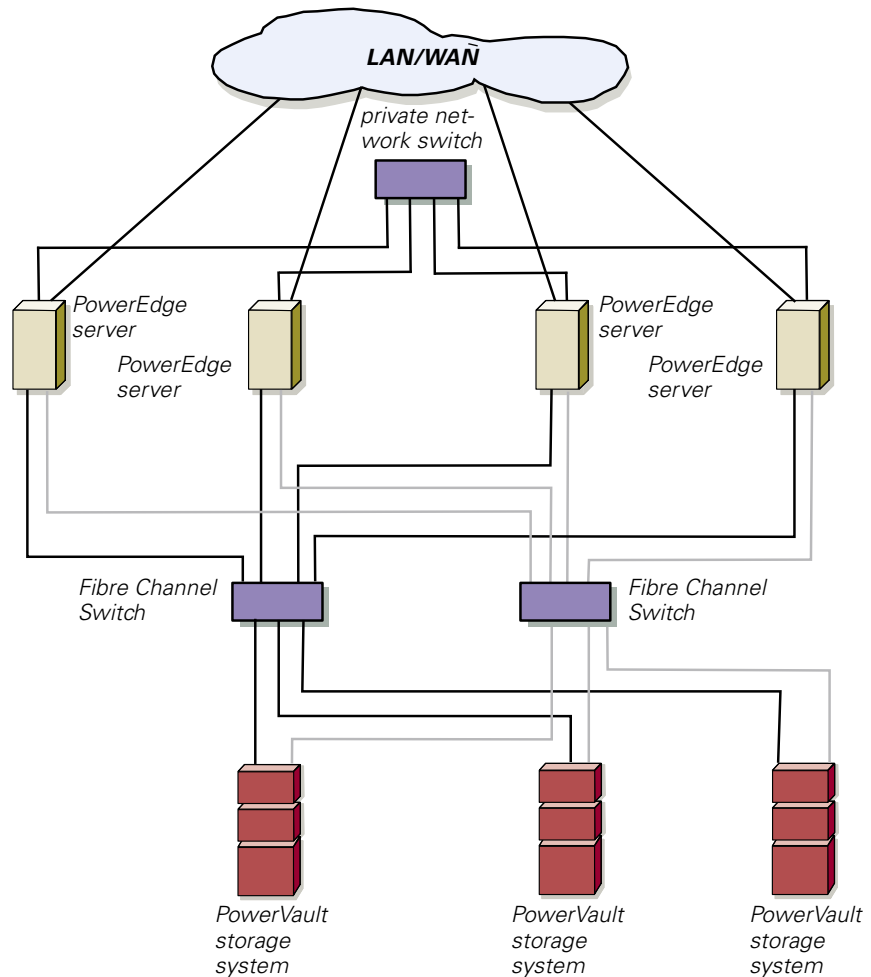 LAN/WAN̄
private net-
work switch
PowerEdge
server
PowerEdge
server
PowerEdge
server
PowerEdge
server
Fibre Channel
Switch
Fibre Channel
Switch
PowerVault
storage
system
PowerVault
storage
system
PowerVault
storage
system